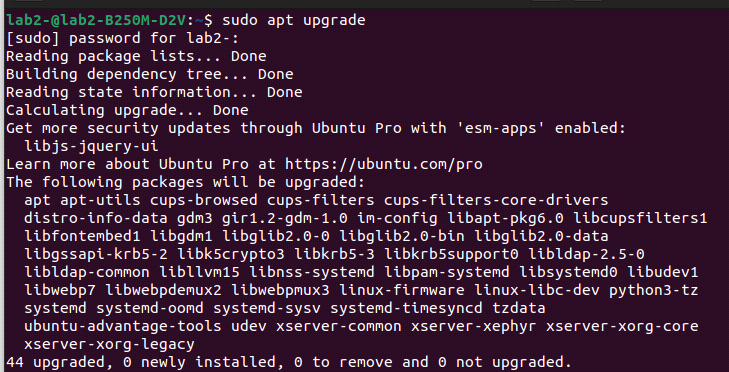 lab2-@lab2-B250M-D2V:~$ sudo apt upgrade
[sudo] password for lab2-:
Reading package lists... Done
Building dependency tree... Done
Reading state information... Done
Calculating upgrade... Done
Get more security updates through Ubuntu Pro with 'esm-apps' enabled:
  libjs-jquery-ui
Learn more about Ubuntu Pro at https://ubuntu.com/pro
The following packages will be upgraded:
  apt apt-utils cups-browsed cups-filters cups-filters-core-drivers
  distro-info-data gdm3 gir1.2-gdm-1.0 im-config libapt-pkg6.0 libcupsfilters1
  libfontembed1 libgdm1 libglib2.0-0 libglib2.0-bin libglib2.0-data
  libgssapi-krb5-2 libk5crypto3 libkrb5-3 libkrb5support0 libldap-2.5-0
  libldap-common libllvm15 libnss-systemd libpam-systemd libsystemd0 libudev1
  libwebp7 libwebpdemux2 libwebpmux3 linux-firmware linux-libc-dev python3-tz
  systemd systemd-oomd systemd-sysv systemd-timesyncd tzdata
  ubuntu-advantage-tools udev xserver-common xserver-xephyr xserver-xorg-core
  xserver-xorg-legacy
44 upgraded, 0 newly installed, 0 to remove and 0 not upgraded.